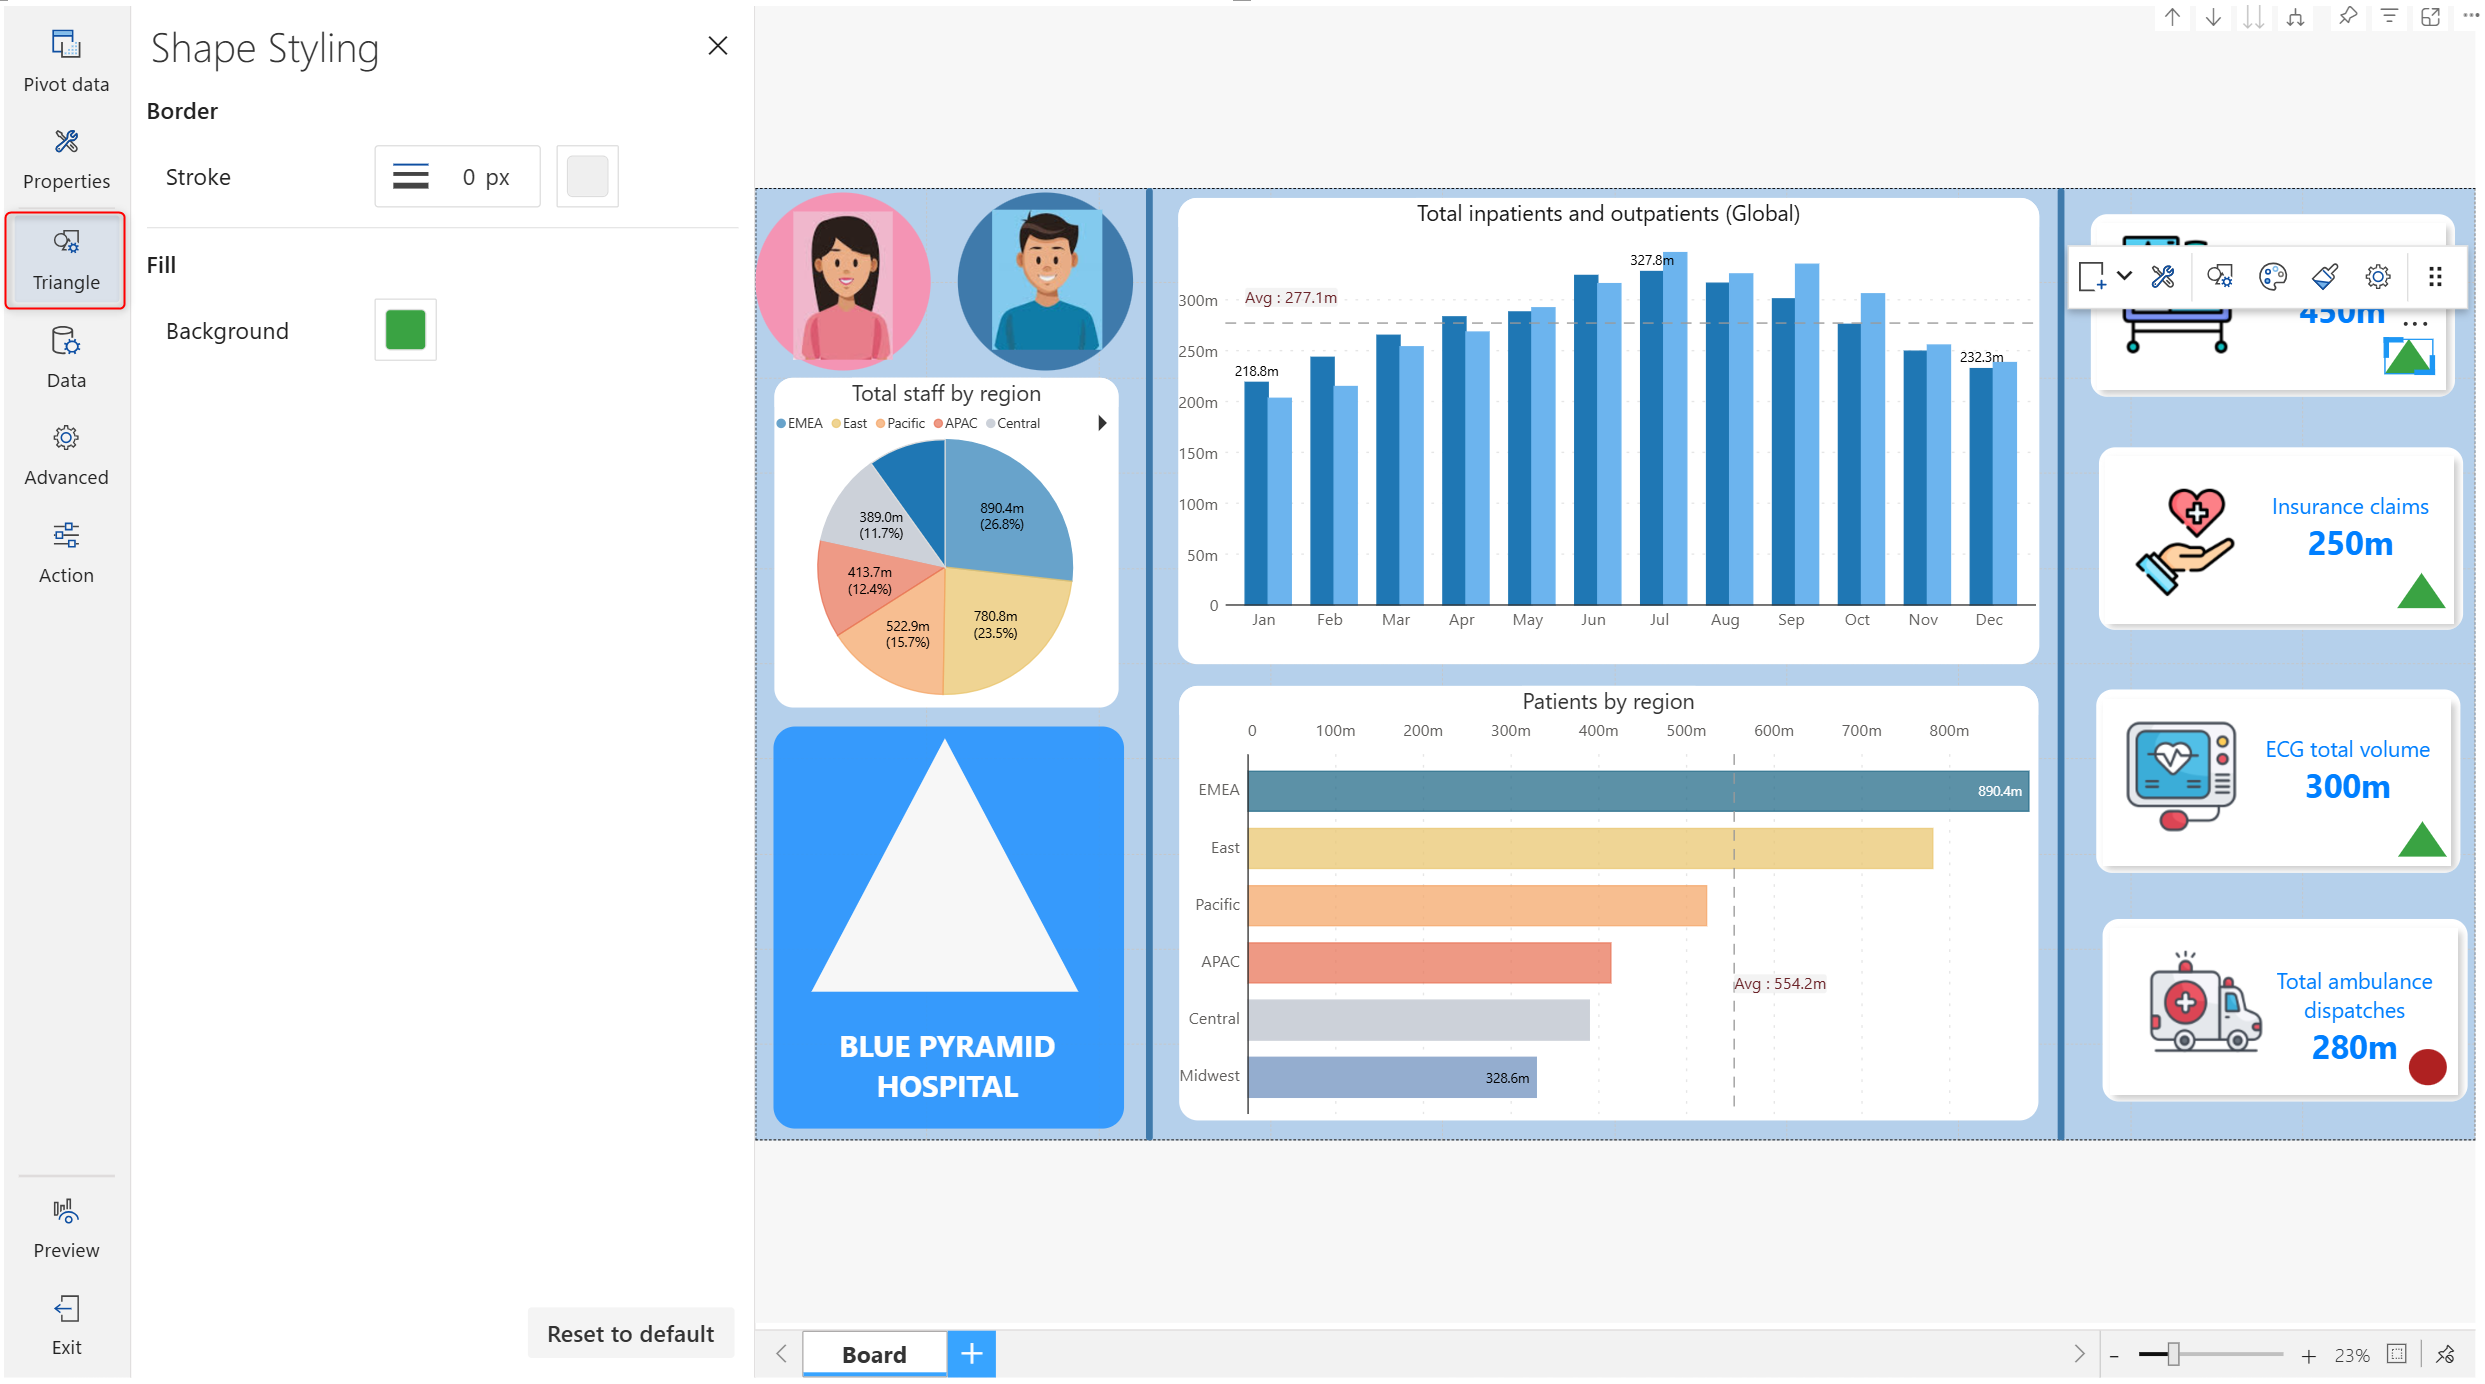 Pivot data
Properties
Triangle
Data
Advanced
Action
Preview
Exit
Shape Styling
Border
Stroke
0 px
Fill
Background
Reset to default
Total staff by region
EMEA East Pacific APAC Central
890.4m
(26.8%)
389.0m
(11.7%)
413.7m
(12.4%)
780.8m
(23.5%)
522.9m
(15.7%)
BLUE PYRAMID
HOSPITAL
Total inpatients and outpatients (Global)
327.8m
Avg : 277.1m
218.8m
232.3m
300m
250m
200m
150m
100m
50m
0
Jan Feb Mar Apr May Jun Jul Aug Sep Oct Nov Dec
Patients by region
0 100m 200m 300m 400m 500m 600m 700m 800m
EMEA
890.4m
East
Pacific
APAC
Avg : 554.2m
Central
Midwest
328.6m
450m
Insurance claims
250m
ECG total volume
300m
Total ambulance
dispatches
280m
Board
23%